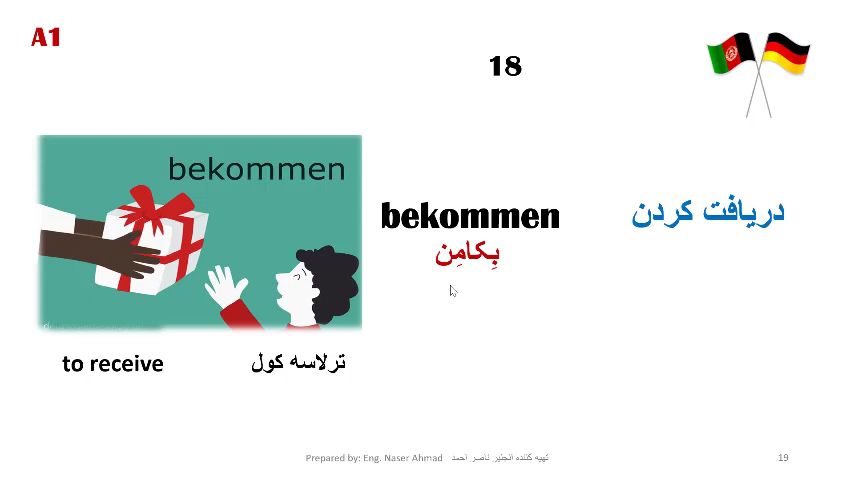 A1
18
bekommen
bekommen
دریافت کردن
بِکامِن
to receive
ترلاسه کول
Prepared by: Eng. Naser Ahmad تهیه کننده انجنیر ناصر احمد
19